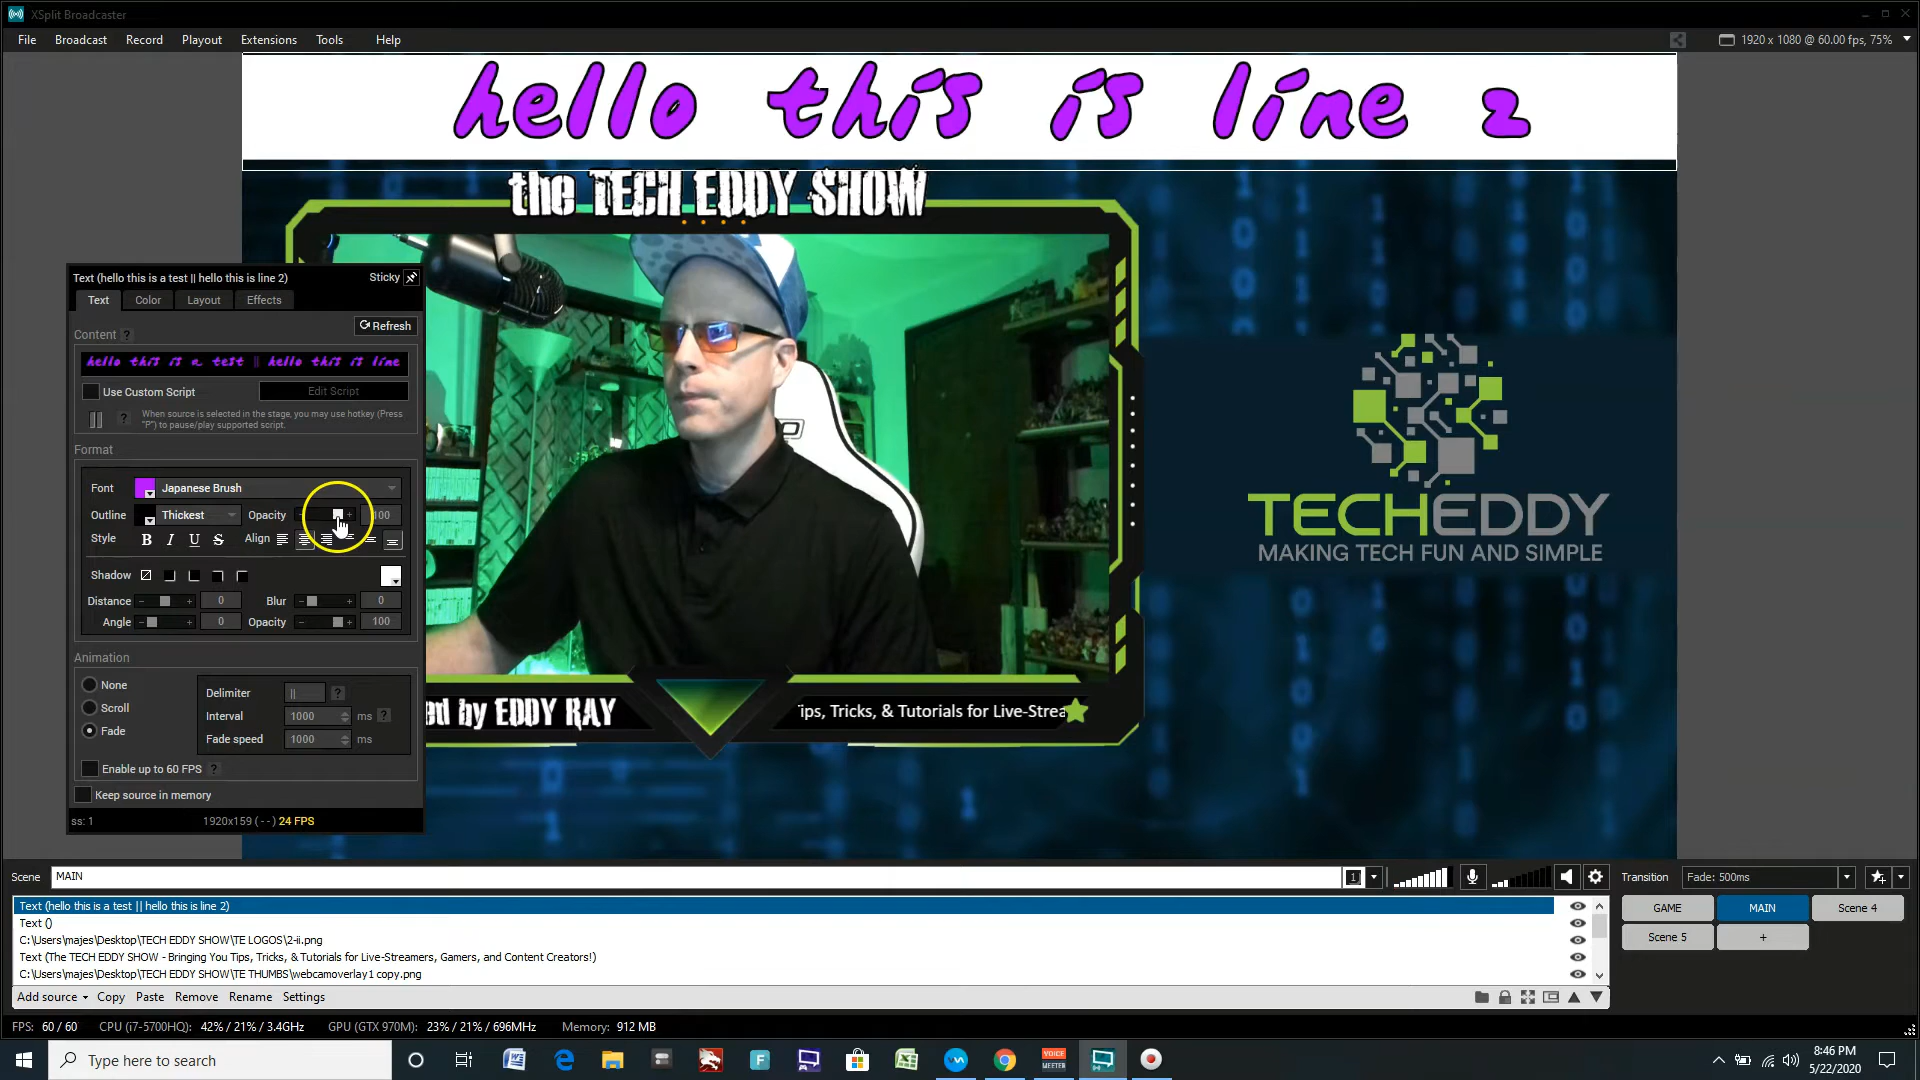 XSplit Broadcaster
File Broadcast Record Playout Extensions Tools Help
1920 x 1080 @ 60.00 fps, 75%
hello this is line 2
the TECH EDDY SHOW
Text (hello this is a test || hello this is line 2)
Sticky
Text Color Layout Effects
Refresh
Content ?
hello this is a test || hello this is line
Use Custom Script
Edit Script
? When source is selected in the stage, you may use hotkey (Press
"P") to pause/play supported script.
Format
Font Japanese Brush
Outline Thickest Opacity 100
Style B I U S Align
Shadow
Distance 0 Blur 0
Angle 0 Opacity 100
Animation
None
Scroll
Fade
Delimiter || ?
Interval 1000 ms ?
Fade speed 1000 ms
Enable up to 60 FPS ?
Keep source in memory
ss: 1 1920x159 (--) 24 FPS
TECHEDDY
MAKING TECH FUN AND SIMPLE
ed by EDDY RAY
Tips, Tricks, & Tutorials for Live-Strea
Scene MAIN
1
Transition Fade: 500ms
Text (hello this is a test || hello this is line 2)
Text ()
C:\Users\majes\Desktop\TECH EDDY SHOW\TE LOGOS\2-ii.png
Text (The TECH EDDY SHOW - Bringing You Tips, Tricks, & Tutorials for Live-Streamers, Gamers, and Content Creators!)
C:\Users\majes\Desktop\TECH EDDY SHOW\TE THUMBS\webcamoverlay1 copy.png
GAME MAIN Scene 4
Scene 5 +
Add source Copy Paste Remove Rename Settings
FPS: 60 / 60 CPU (i7-5700HQ): 42% / 21% / 3.4GHz GPU (GTX 970M): 23% / 21% / 696MHz Memory: 912 MB
Type here to search
VOICE
MEETER
8:46 PM
5/22/2020